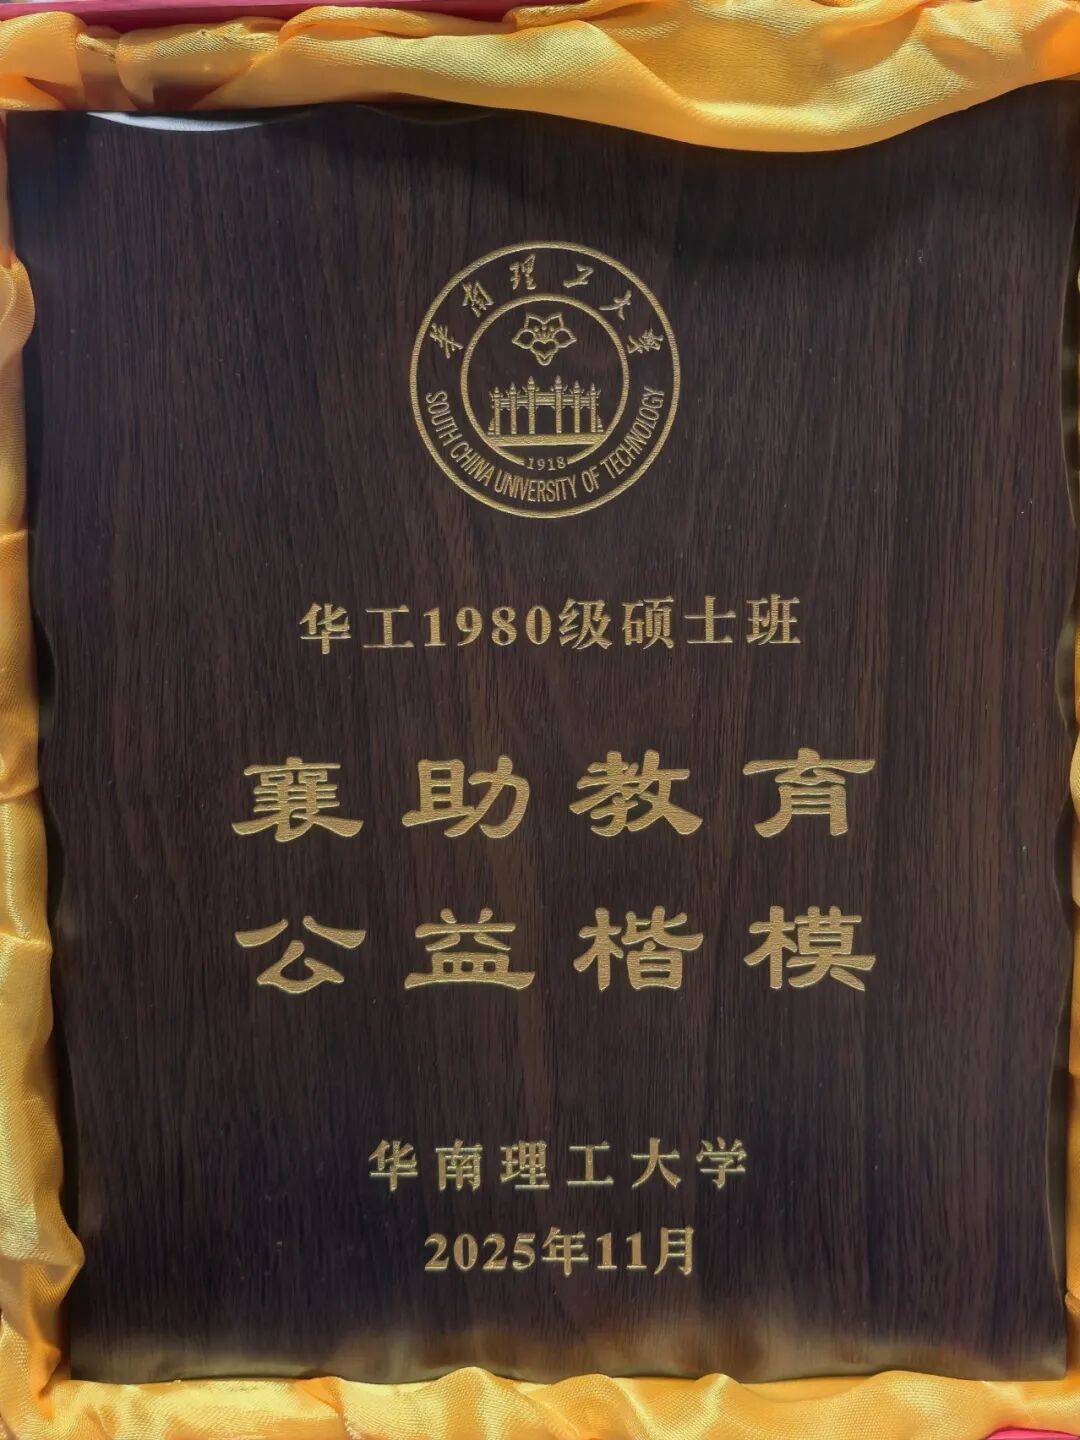 华南理工大学
1918
SOUTH CHINA UNIVERSITY OF TECHNOLOGY
华工1980级硕士班
襄助教育
公益楷模
华南理工大学
2025年11月